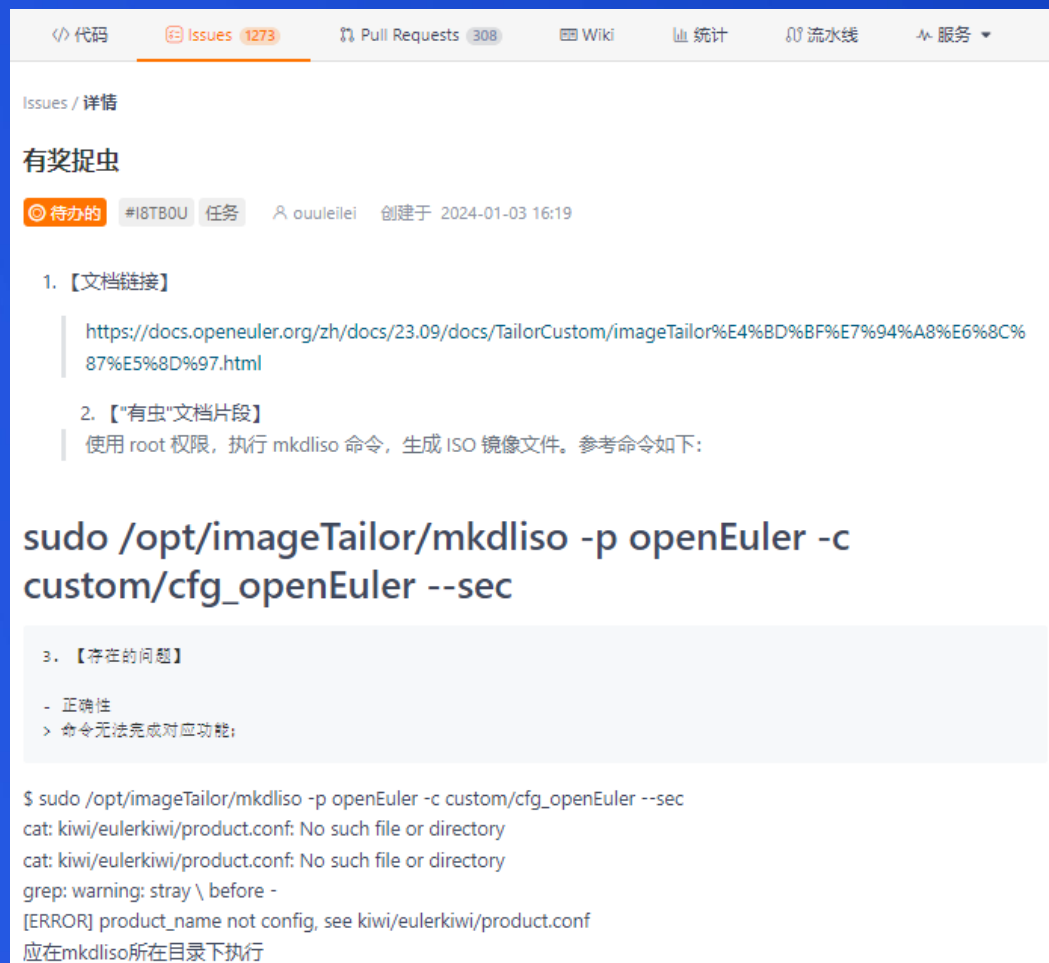 代码 Issues 1273 Pull Requests 308 Wiki 统计 流水线 服务
Issues / 详情
有奖捉虫
待办的 #I8TB0U 任务 ouuleilei 创建于 2024-01-03 16:19
1. 【文档链接】
https://docs.openeuler.org/zh/docs/23.09/docs/TailorCustom/imageTailor%E4%BD%BF%E7%94%A8%E6%8C%
87%E5%8D%97.html
2. 【"有虫"文档片段】
使用 root 权限，执行 mkdliso 命令，生成 ISO 镜像文件。参考命令如下：
sudo /opt/imageTailor/mkdliso -p openEuler -c
custom/cfg_openEuler --sec
3. 【存在的问题】
- 正确性
> 命令无法完成对应功能;
$ sudo /opt/imageTailor/mkdliso -p openEuler -c custom/cfg_openEuler --sec
cat: kiwi/eulerkiwi/product.conf: No such file or directory
cat: kiwi/eulerkiwi/product.conf: No such file or directory
grep: warning: stray \ before -
[ERROR] product_name not config, see kiwi/eulerkiwi/product.conf
应在mkdliso所在目录下执行